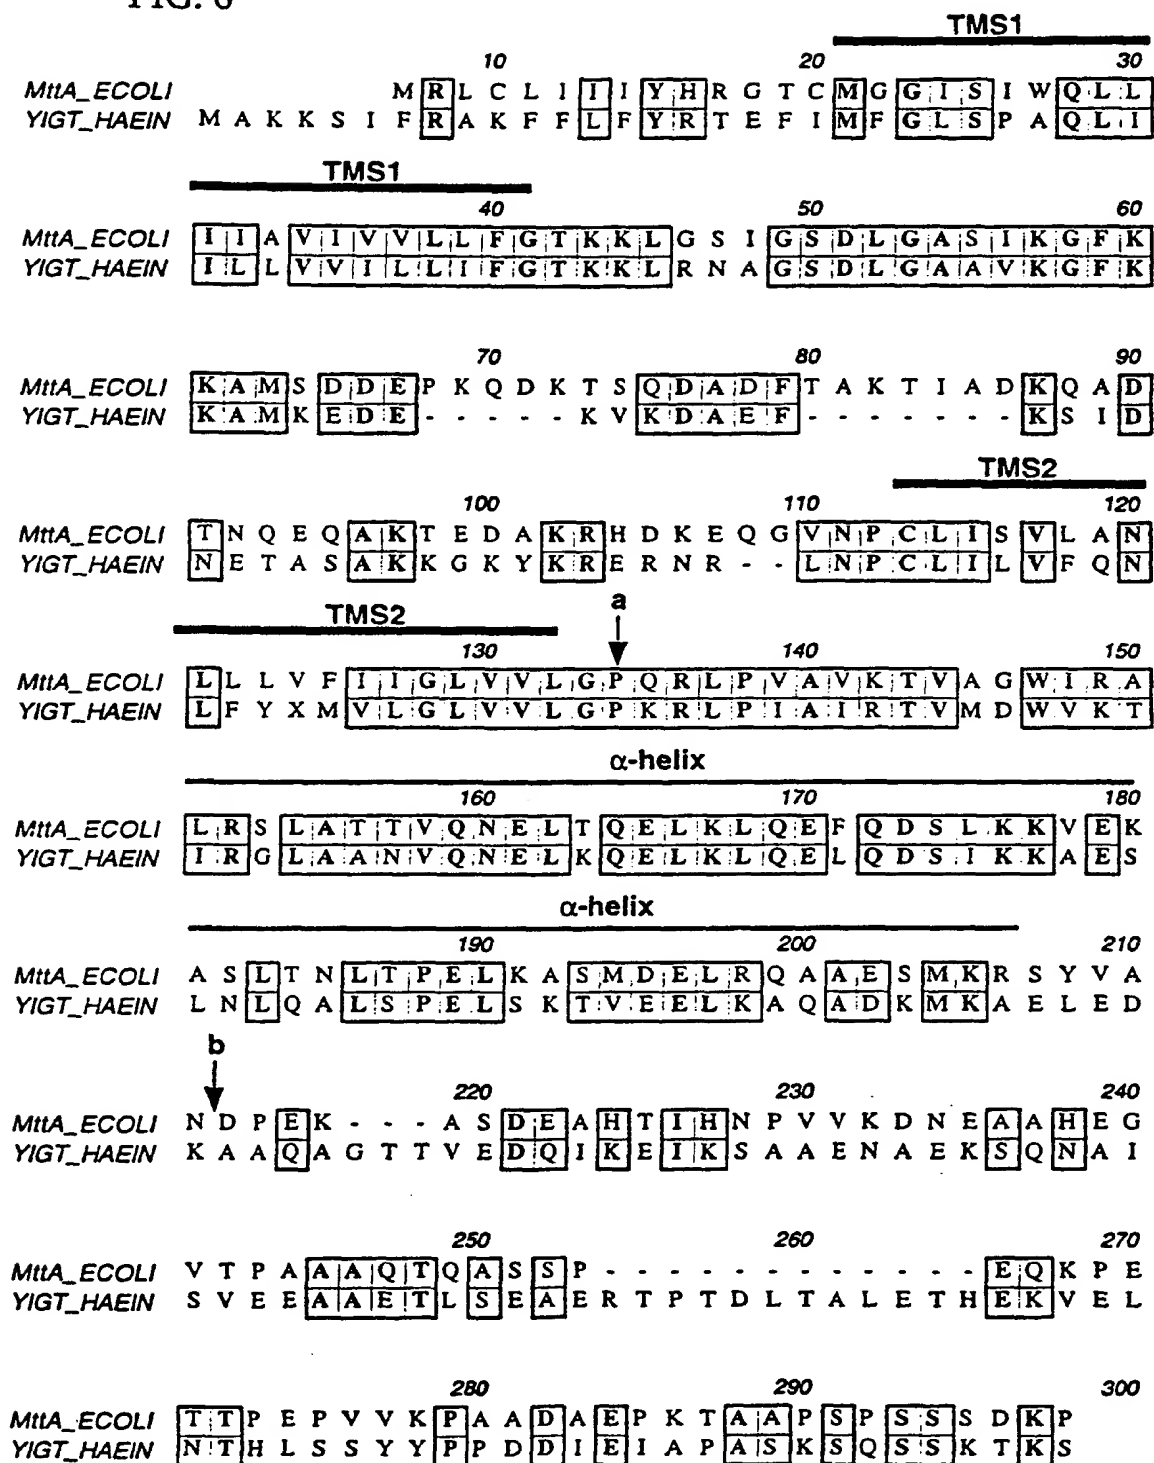 FIG. 6
TMS1
10 20 30
MttA_ECOLI M R L C L I I I Y H R G T C M G G I S I W Q L L
YIGT_HAEIN M A K K S I F R A K F F L F Y R T E F I M F G L S P A Q L I
TMS1
40 50 60
MttA_ECOLI I I A V I V V L L F G T K K L G S I G S D L G A S I K G F K
YIGT_HAEIN I L L V V I L L I F G T K K L R N A G S D L G A A V K G F K
70 80 90
MttA_ECOLI K A M S D D E P K Q D K T S Q D A D F T A K T I A D K Q A D
YIGT_HAEIN K A M K E D E - - - - - K V K D A E F - - - - - - - K S I D
TMS2
100 110 120
MttA_ECOLI T N Q E Q A K T E D A K R H D K E Q G V N P C L I S V L A N
YIGT_HAEIN N E T A S A K K G K Y K R E R N R - - L N P C L I L V F Q N
a
TMS2
130 140 150
MttA_ECOLI L L L V F I I G L V V L G P Q R L P V A V K T V A G W I R A
YIGT_HAEIN L F Y X M V L G L V V L G P K R L P I A I R T V M D W V K T
α-helix
160 170 180
MttA_ECOLI L R S L A T T V Q N E L T Q E L K L Q E F Q D S L K K V E K
YIGT_HAEIN I R G L A A N V Q N E L K Q E L K L Q E L Q D S I K K A E S
α-helix
190 200 210
MttA_ECOLI A S L T N L T P E L K A S M D E L R Q A A E S M K R S Y V A
YIGT_HAEIN L N L Q A L S P E L S K T V E E L K A Q A D K M K A E L E D
b
220 230 240
MttA_ECOLI N D P E K - - - A S D E A H T I H N P V V K D N E A A H E G
YIGT_HAEIN K A A Q A G T T V E D Q I K E I K S A A E N A E K S Q N A I
250 260 270
MttA_ECOLI V T P A A A Q T Q A S S P - - - - - - - - - - - - E Q K P E
YIGT_HAEIN S V E E A A E T L S E A E R T P T D L T A L E T H E K V E L
280 290 300
MttA_ECOLI T T P E P V V K P A A D A E P K T A A P S P S S S D K P
YIGT_HAEIN N T H L S S Y Y P P D D I E I A P A S K S Q S S K T K S